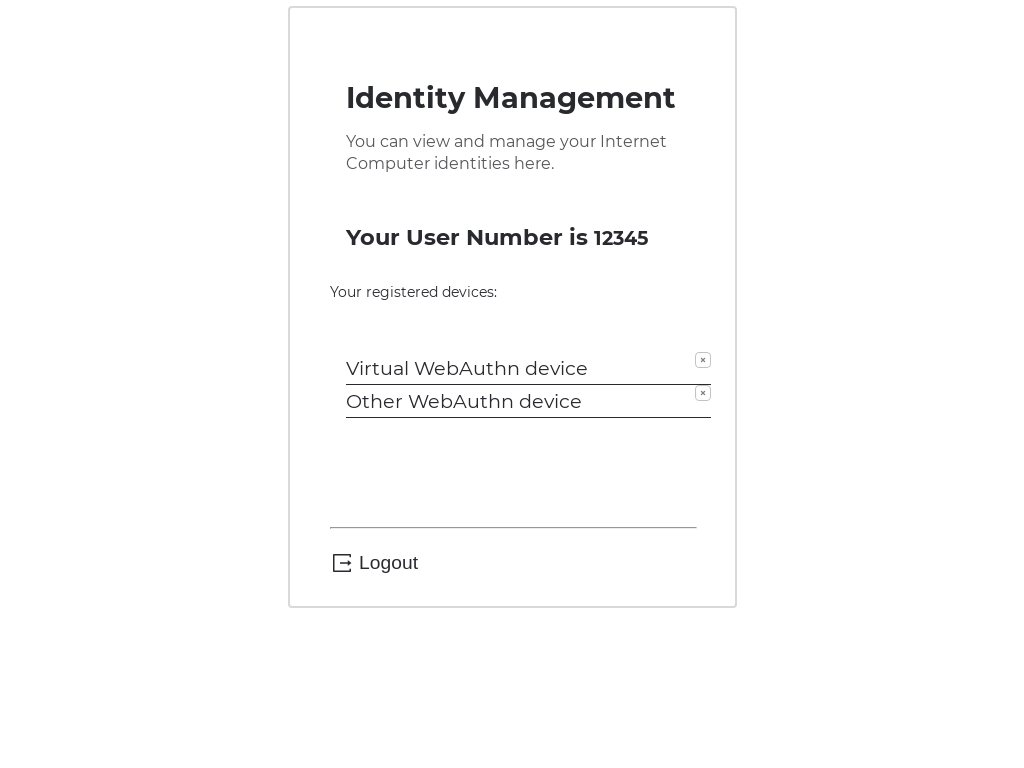 Identity Management
You can view and manage your Internet
Computer identities here.
Your User Number is 12345
Your registered devices:
Virtual WebAuthn device
Other WebAuthn device
Logout